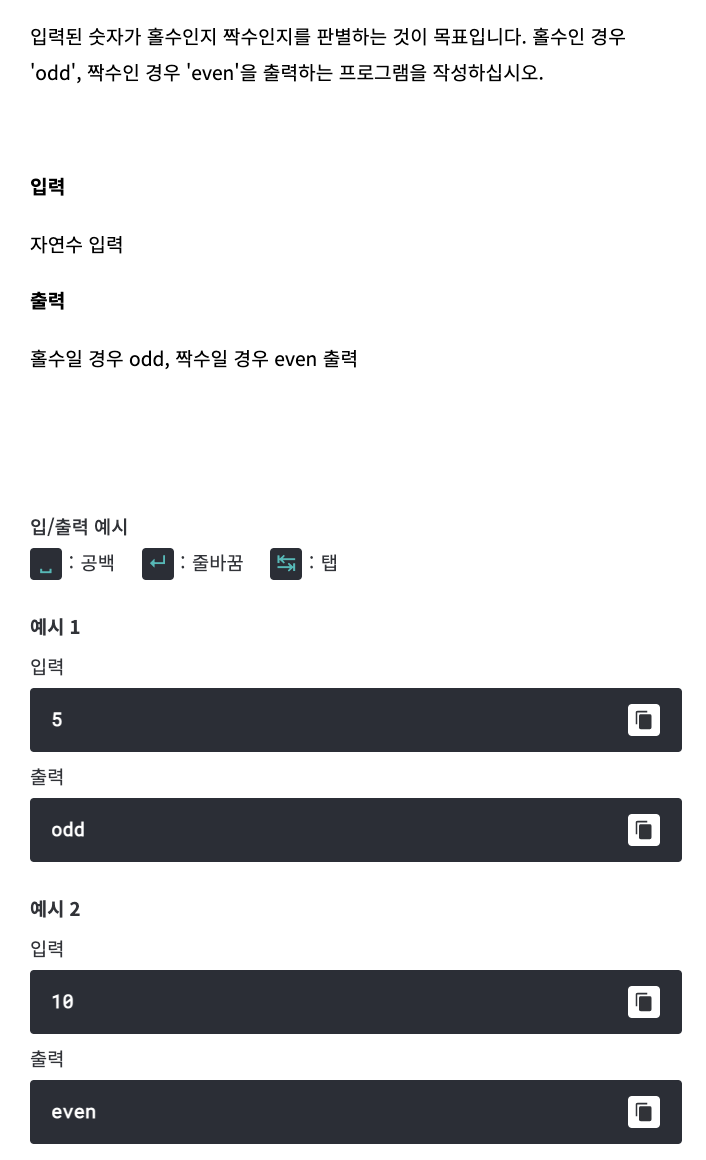 입력된 숫자가 홀수인지 짝수인지를 판별하는 것이 목표입니다. 홀수인 경우
'odd', 짝수인 경우 'even'을 출력하는 프로그램을 작성하십시오.
입력
자연수 입력
출력
홀수일 경우 odd, 짝수일 경우 even 출력
입/출력 예시
: 공백 : 줄바꿈 : 탭
예시 1
입력
5
출력
odd
예시 2
입력
10
출력
even